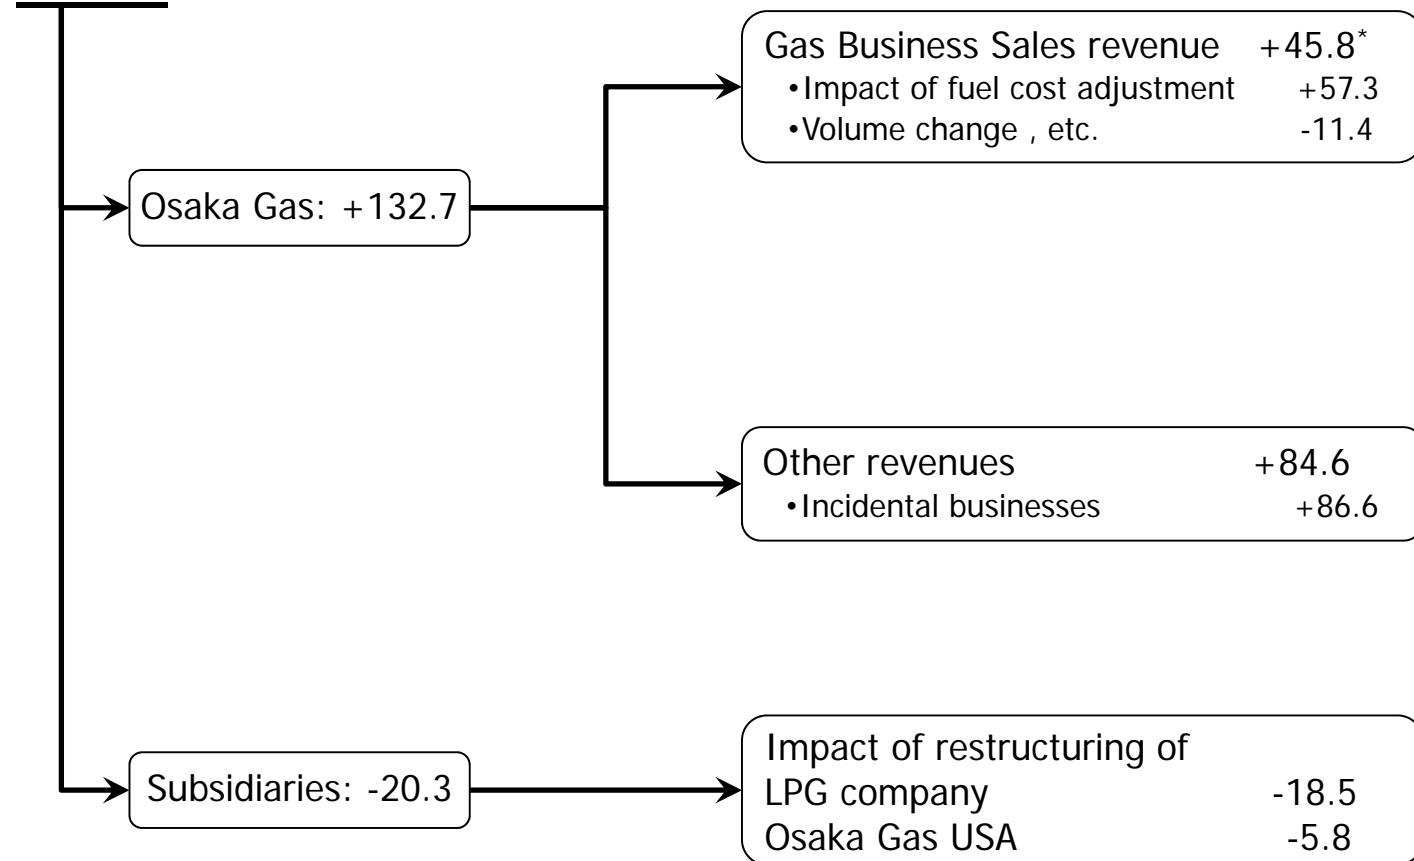 Gas Business Sales revenue +45.8*
•Impact of fuel cost adjustment +57.3
•Volume change , etc. -11.4
Osaka Gas: +132.7
Other revenues +84.6
•Incidental businesses +86.6
Subsidiaries: -20.3
Impact of restructuring of
LPG company -18.5
Osaka Gas USA -5.8